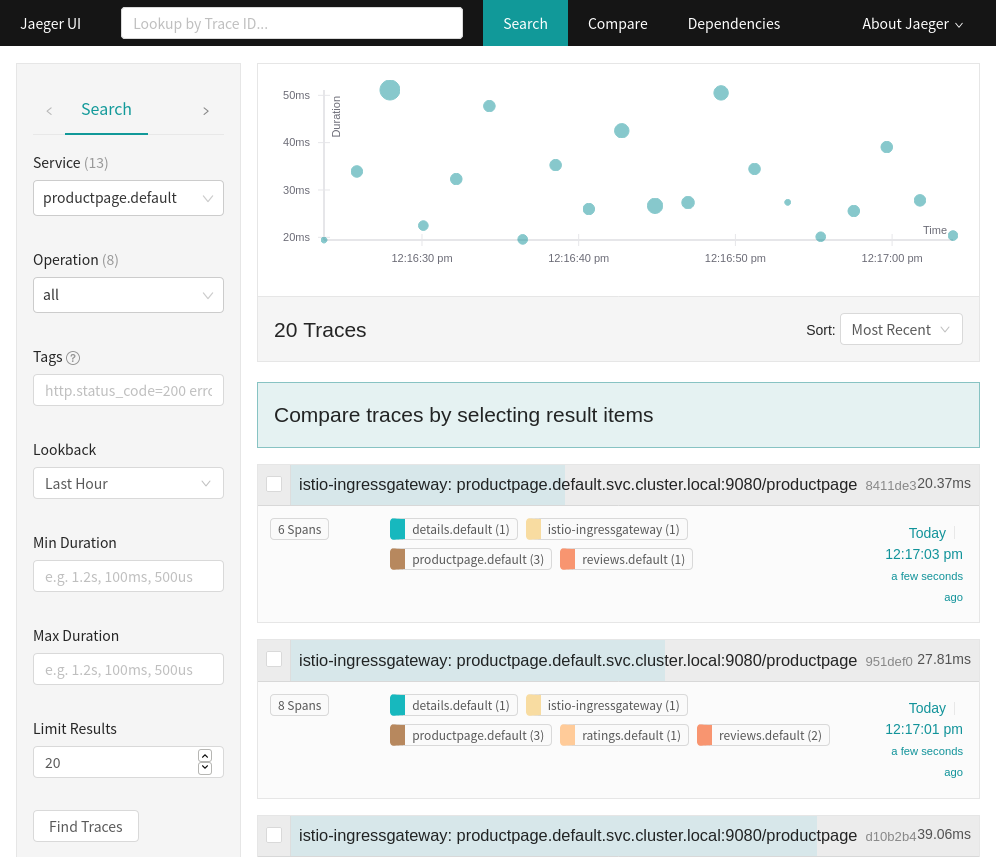 Jaeger UI
Lookup by Trace ID...
Search
Compare
Dependencies
About Jaeger
Search
Service (13)
productpage.default
Operation (8)
all
Tags ?
http.status_code=200 erro
Lookback
Last Hour
Min Duration
e.g. 1.2s, 100ms, 500us
Max Duration
e.g. 1.2s, 100ms, 500us
Limit Results
20
Find Traces
50ms
40ms
30ms
20ms
Duration
Time
12:16:30 pm
12:16:40 pm
12:16:50 pm
12:17:00 pm
20 Traces
Sort: Most Recent
Compare traces by selecting result items
istio-ingressgateway: productpage.default.svc.cluster.local:9080/productpage 8411de3 20.37ms
6 Spans
details.default (1)
istio-ingressgateway (1)
productpage.default (3)
reviews.default (1)
Today
12:17:03 pm
a few seconds
ago
istio-ingressgateway: productpage.default.svc.cluster.local:9080/productpage 951def0 27.81ms
8 Spans
details.default (1)
istio-ingressgateway (1)
productpage.default (3)
ratings.default (1)
reviews.default (2)
Today
12:17:01 pm
a few seconds
ago
istio-ingressgateway: productpage.default.svc.cluster.local:9080/productpage d10b2b4 39.06ms